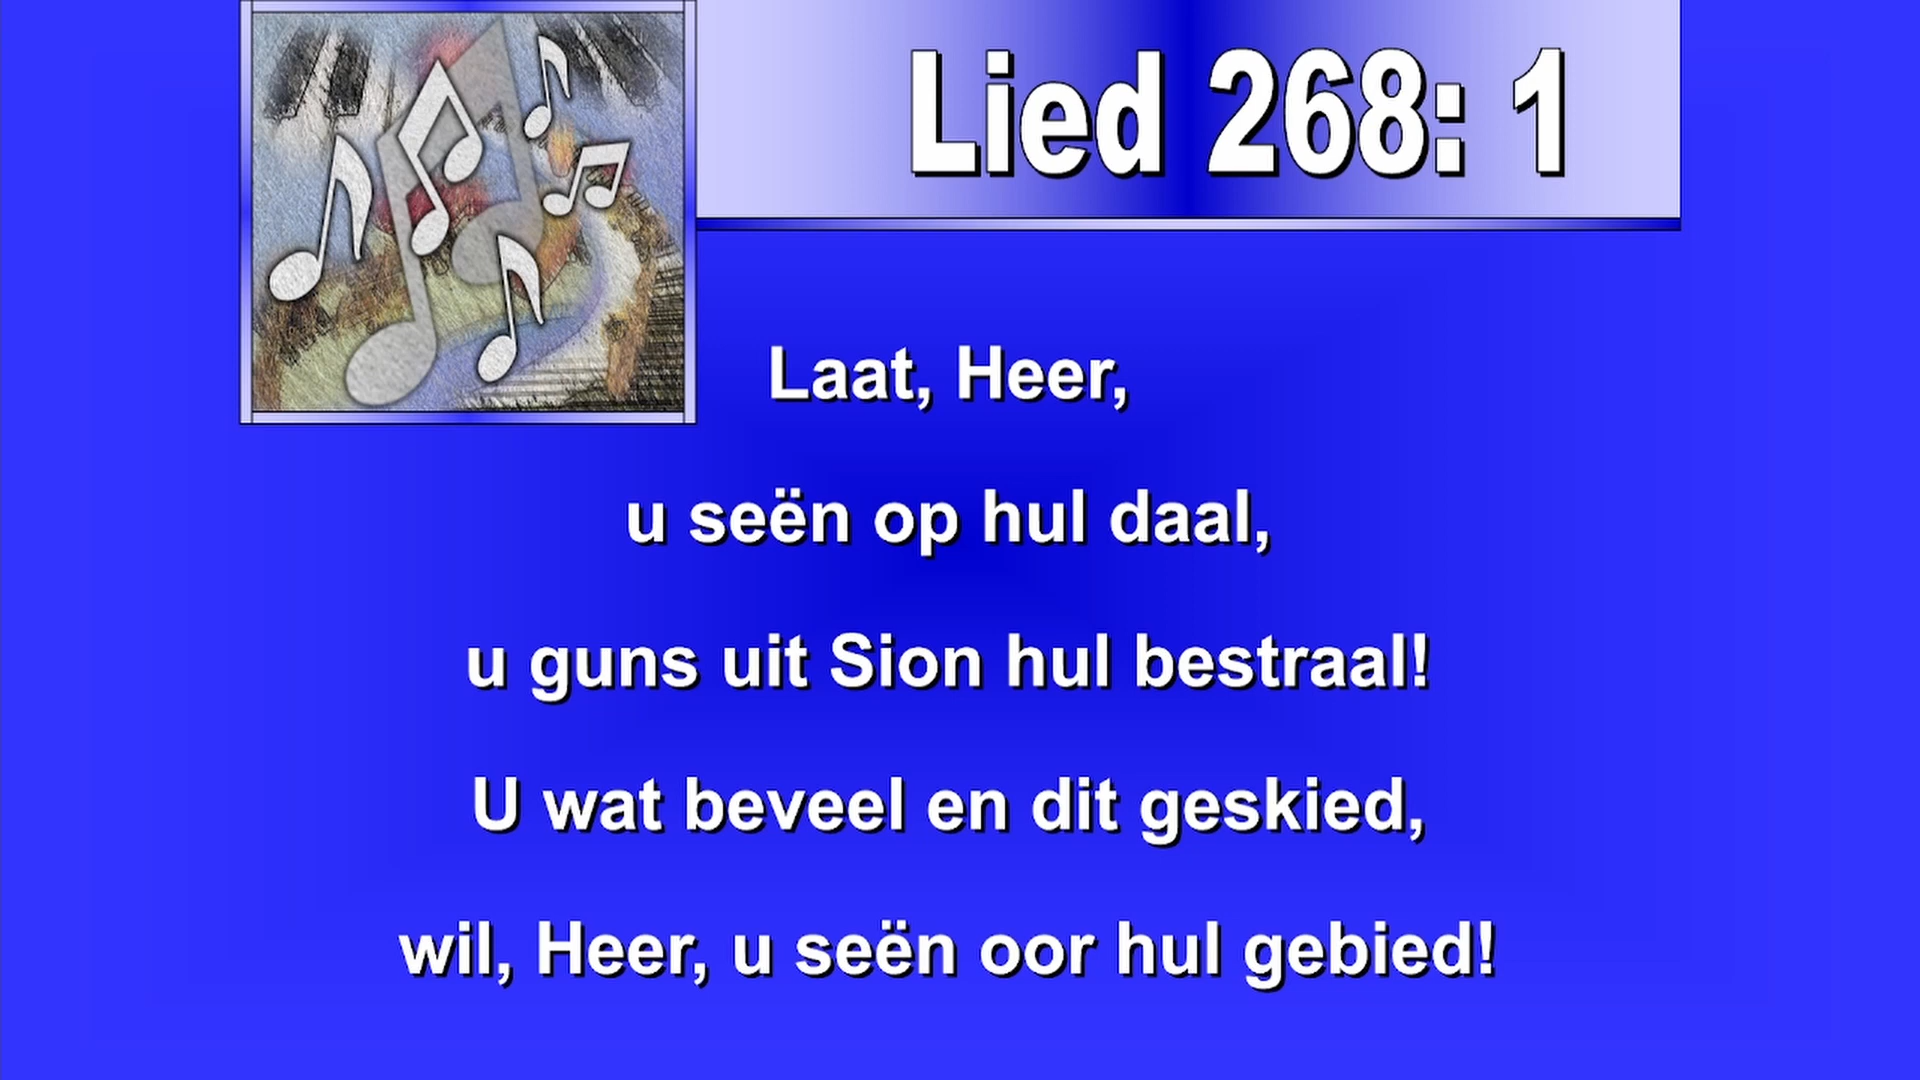 Lied 268: 1
Laat, Heer,
u seën op hul daal,
u guns uit Sion hul bestraal!
U wat beveel en dit geskied,
wil, Heer, u seën oor hul gebied!